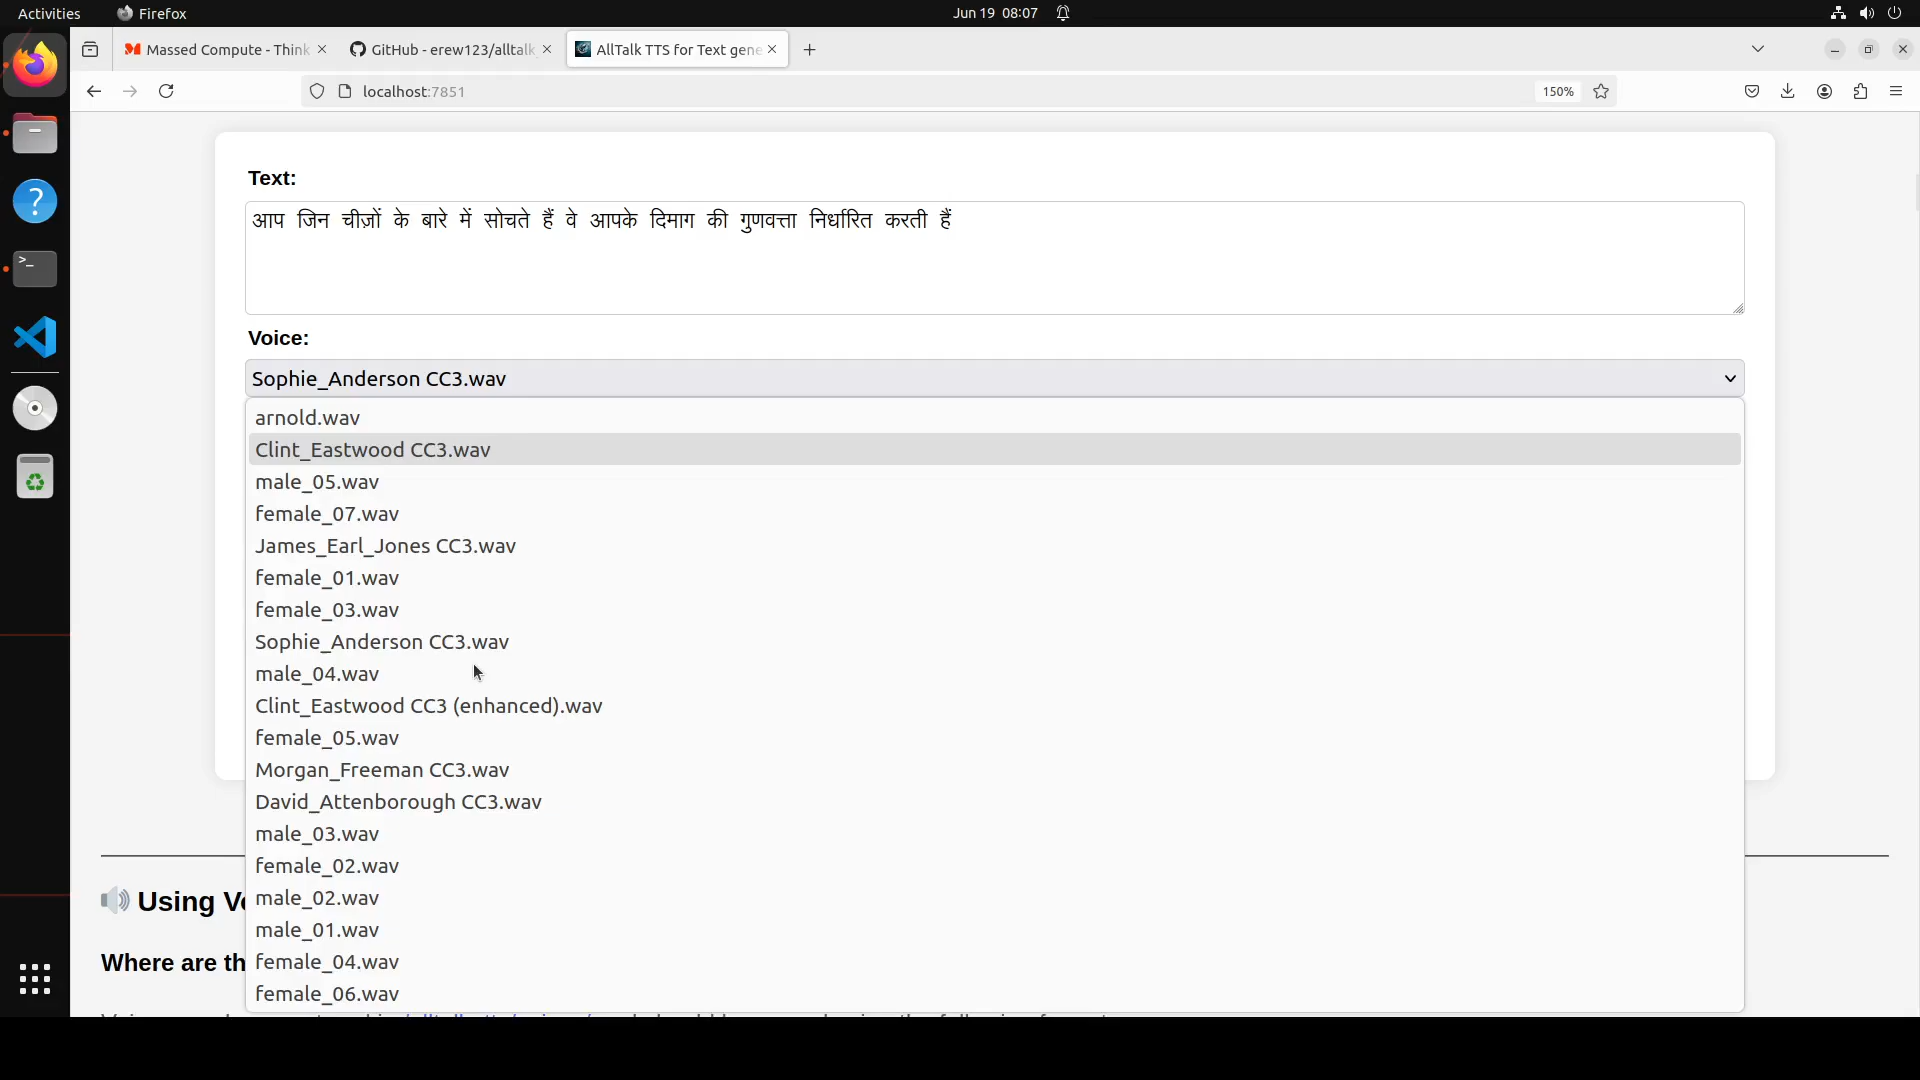 Activities
Firefox
Jun 19 08:07
Massed Compute - Think
GitHub - erew123/alltalk
AllTalk TTS for Text gene
localhost:7851
150%
Text:
आप जिन चीज़ों के बारे में सोचते हैं वे आपके दिमाग की गुणवत्ता निर्धारित करती हैं
Voice:
Sophie_Anderson CC3.wav
arnold.wav
Clint_Eastwood CC3.wav
male_05.wav
female_07.wav
James_Earl_Jones CC3.wav
female_01.wav
female_03.wav
Sophie_Anderson CC3.wav
male_04.wav
Clint_Eastwood CC3 (enhanced).wav
female_05.wav
Morgan_Freeman CC3.wav
David_Attenborough CC3.wav
male_03.wav
female_02.wav
male_02.wav
Using
male_01.wav
Where are
female_04.wav
female_06.wav